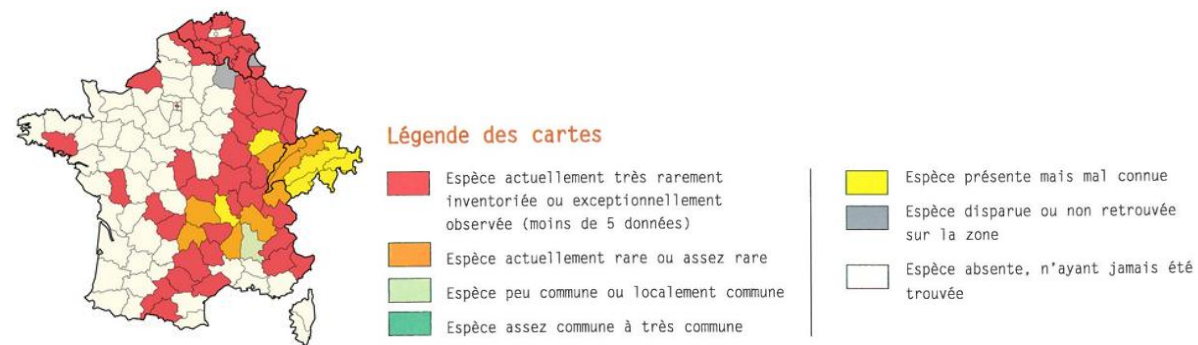 Légende des cartes
Espèce actuellement très rarement
inventoriée ou exceptionnellement
observée (moins de 5 données)
Espèce actuellement rare ou assez rare
Espèce peu commune ou localement commune
Espèce assez commune à très commune
Espèce présente mais mal connue
Espèce disparue ou non retrouvée
sur la zone
Espèce absente, n'ayant jamais été
trouvée